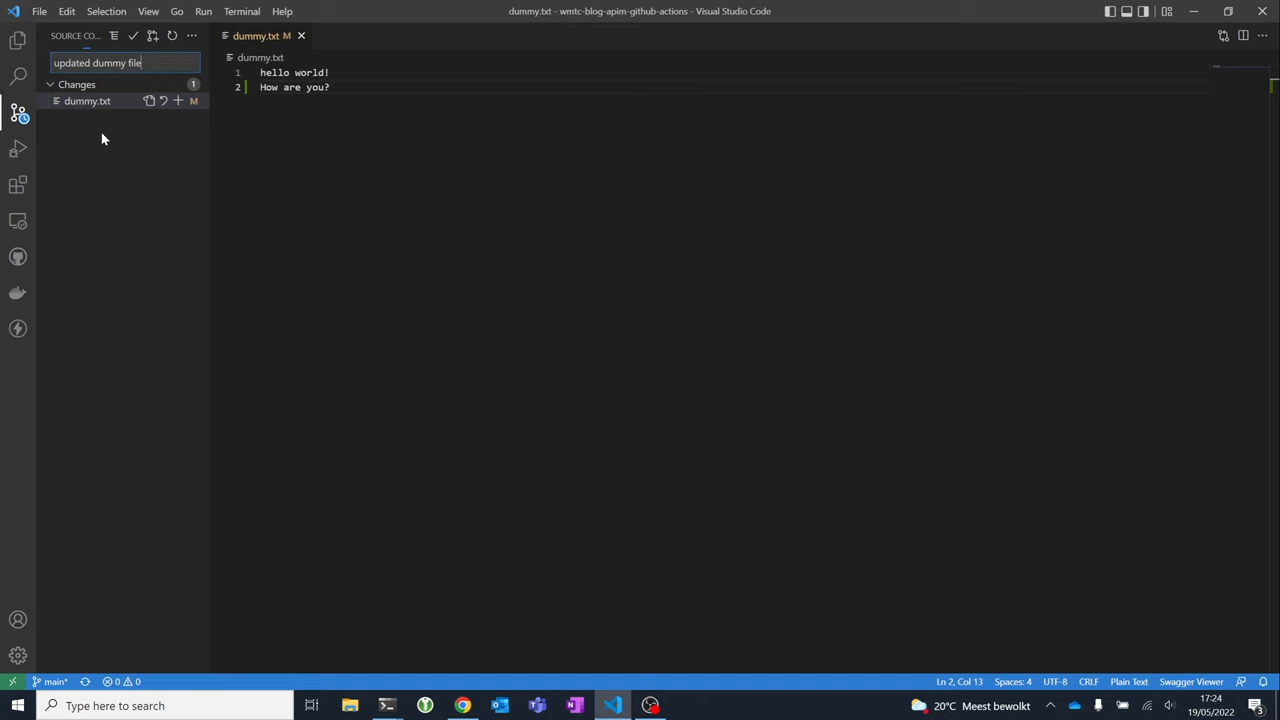 File Edit Selection View Go Run Terminal Help dummy.txt - wmtc-blog-apim-github-actions - Visual Studio Code
SOURCE CO... dummy.txt M
updated dummy file dummy.txt
1 hello world!
Changes 1
2 How are you?
dummy.txt M
main* 0 0 Ln 2, Col 13 Spaces: 4 UTF-8 CRLF Plain Text Swagger Viewer
Type here to search 20°C Meest bewolkt 17:24
19/05/2022 3